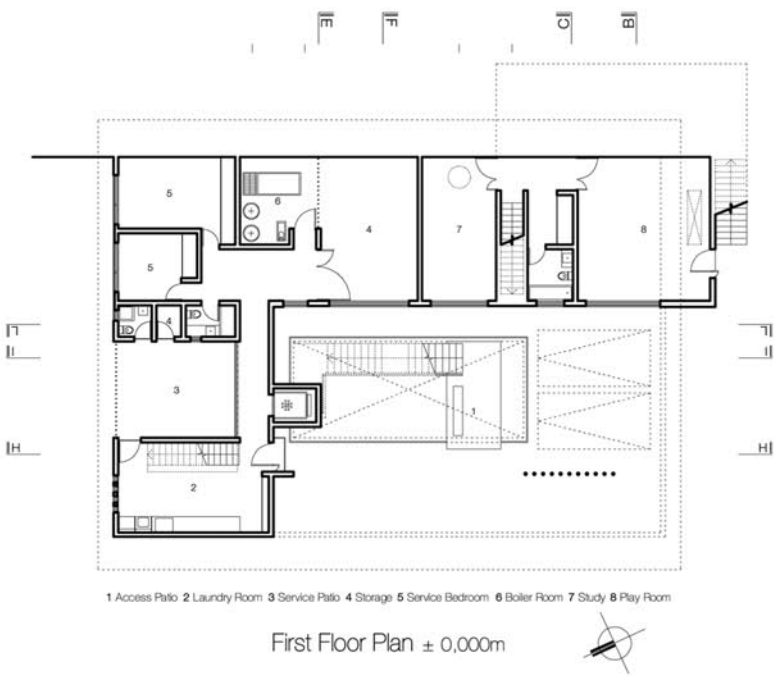 E F C B
5 6 4 7 8
5
4
F F
I I
3 1
H H
2
1 Access Patio 2 Laundry Room 3 Service Patio 4 Storage 5 Service Bedroom 6 Boiler Room 7 Study 8 Play Room
First Floor Plan ± 0,000m